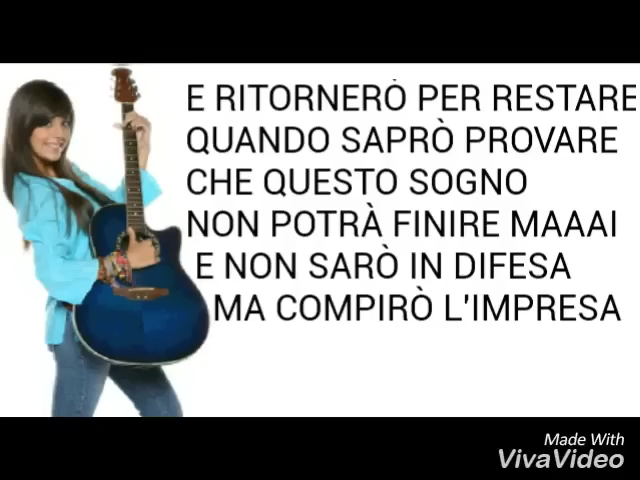 E RITORNERÒ PER RESTARE
QUANDO SAPRÒ PROVARE
CHE QUESTO SOGNO
NON POTRÀ FINIRE MAAAI
E NON SARÒ IN DIFESA
MA COMPIRÒ L'IMPRESA
Made With
VivaVideo